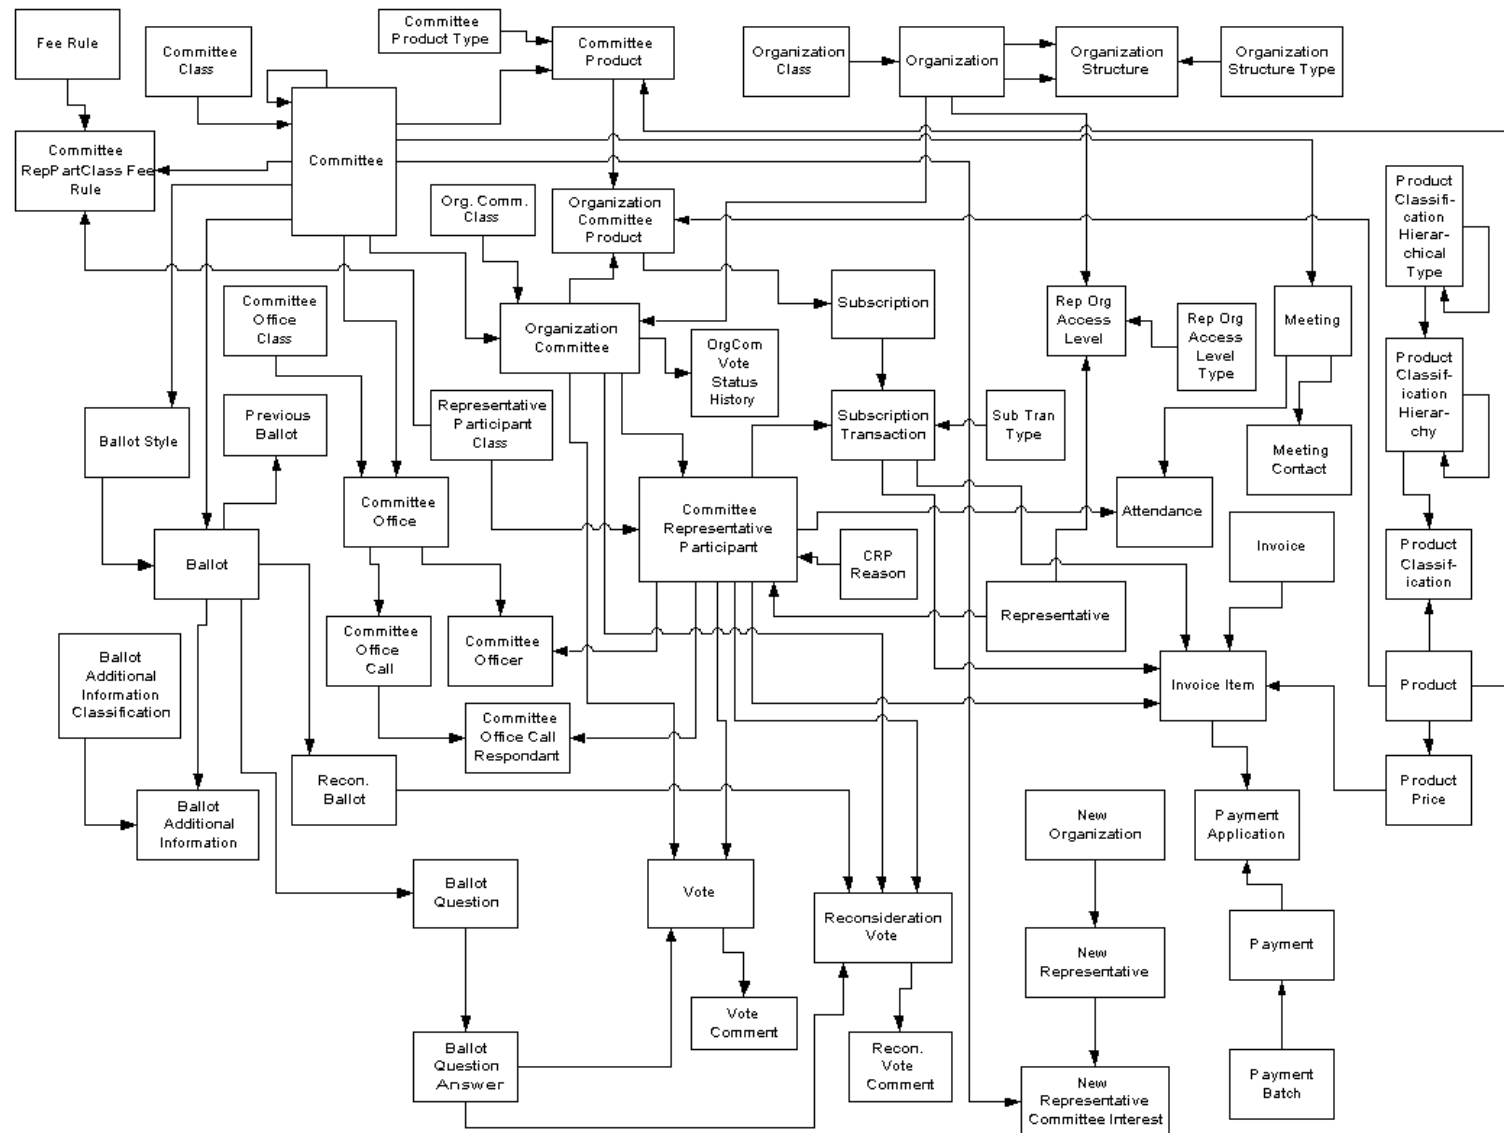 Fee Rule
Committee
Class
Committee
Product Type
Committee
Product
Organization
Class
Organization
Organization
Structure
Organization
Structure Type
Committee
RepPartClass Fee
Rule
Committee
Org. Comm.
Class
Organization
Committee
Product
Product
Classifi-
cation
Hierar-
chical
Type
Committee
Office
Class
Organization
Committee
OrgCom
Vote
Status
History
Subscription
Rep Org
Access
Level
Rep Org
Access
Level
Type
Meeting
Product
Classif-
ication
Hierar-
chy
Ballot Style
Previous
Ballot
Representative
Participant
Class
Subscription
Transaction
Sub Tran
Type
Meeting
Contact
Committee
Office
Committee
Representative
Participant
Attendance
Ballot
CRP
Reason
Invoice
Product
Classif-
ication
Representative
Ballot
Additional
Information
Classification
Committee
Office
Call
Committee
Officer
Invoice Item
Product
Committee
Office Call
Respondant
Recon.
Ballot
Product
Price
Ballot
Additional
Information
New
Organization
Payment
Application
Ballot
Question
Vote
Reconsideration
Vote
New
Representative
Payment
Vote
Comment
Ballot
Question
Answer
Recon.
Vote
Comment
New
Representative
Committee Interest
Payment
Batch